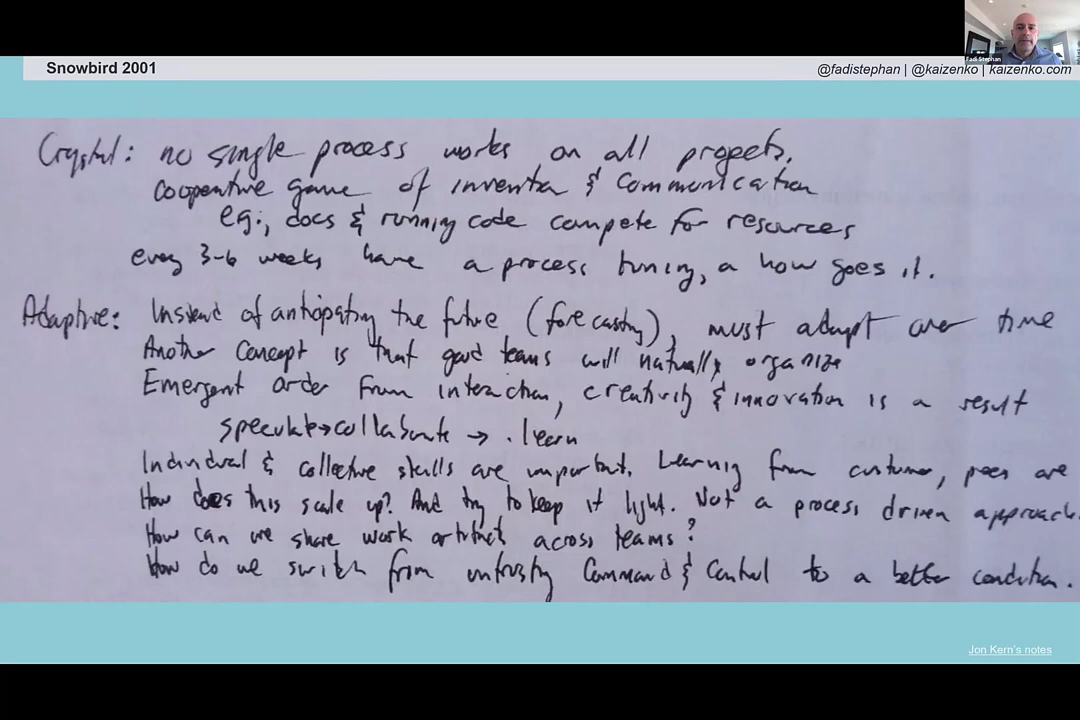 Fadi Stephan
Snowbird 2001
@fadistephan | @kaizenko | kaizenko.com
Crystal: no single process works on all projects.
cooperative game of invention & communication
eg:, docs & running code compete for resources
every 3-6 weeks have a process tuning, a how goes it.
Adaptive: Instead of anticipating the future (forecasting), must adapt over time
Another concept is that good teams will naturally organize
Emergent order from interaction, creativity & innovation is a result
speculate → collaborate → learn
Individual & collective skills are important. Learning from customer, peers are
How does this scale up? And try to keep it light. Not a process driven approach.
How can we share work artifacts across teams?
How do we switch from untrusting Command & Control to a better condition.
Jon Kern's notes